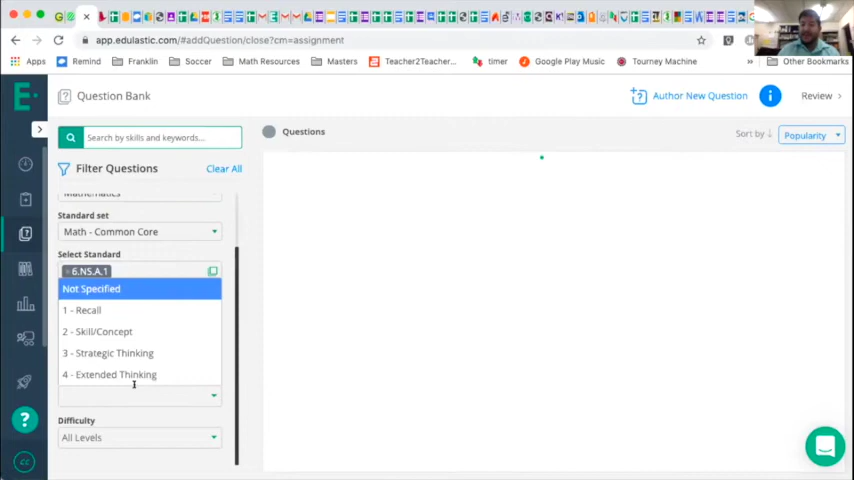 app.edulastic.com/#addQuestion/close?cm=assignment
Apps
Remind
Franklin
Soccer
Math Resources
Masters
Teacher2Teacher...
timer
Google Play Music
Tourney Machine
»
Other Bookmarks
E
Question Bank
Author New Question
i
Review >
Search by skills and keywords...
Questions
Sort by
Popularity
Filter Questions
Clear All
Mathematics
Standard set
Math - Common Core
Select Standard
× 6.NS.A.1
Not Specified
1 - Recall
2 - Skill/Concept
3 - Strategic Thinking
4 - Extended Thinking
Difficulty
All Levels
?
cc